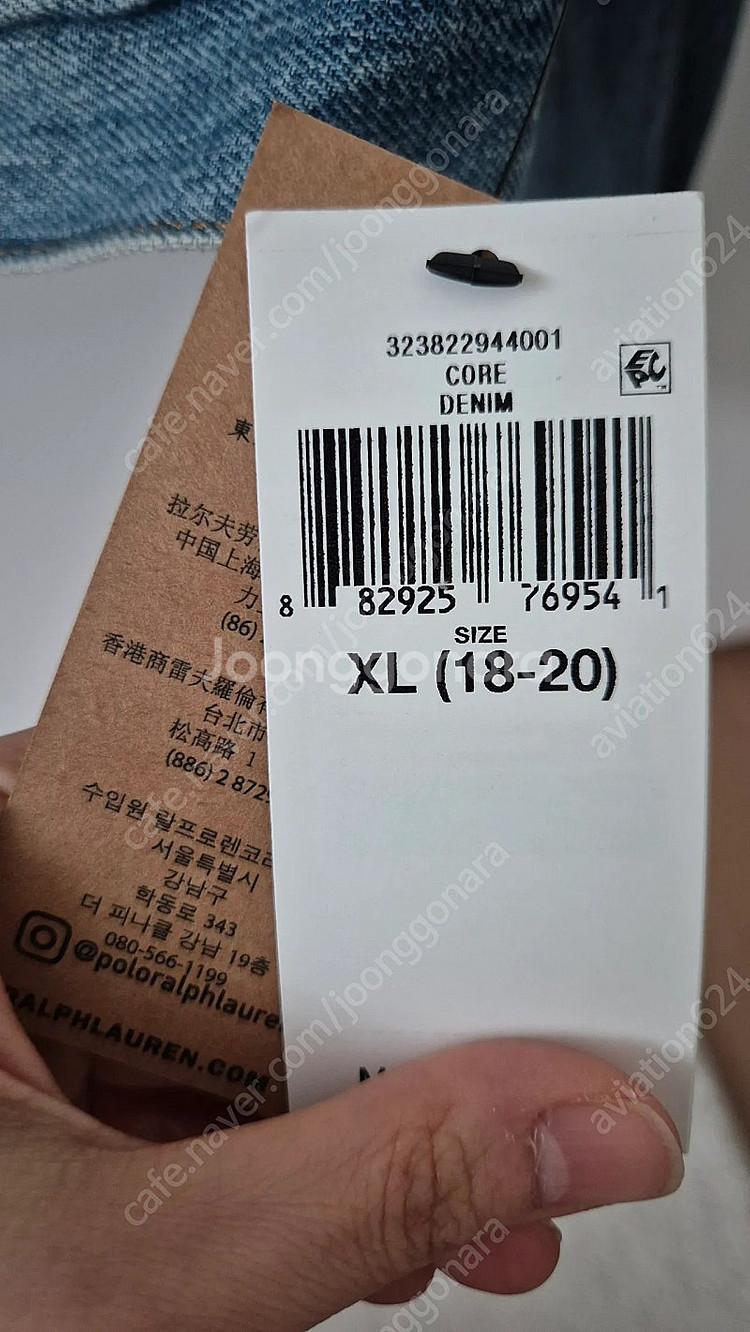 323822944001
CORE
DENIM
EPC
8 82925 76954 1
SIZE
XL (18-20)
東
拉尔夫劳
中国上海
力
(86)
香港商雷夫羅倫
台北市
松高路 1
(886) 2 872
수입원 랄프로렌코리
서울특별시
강남구
학동로 343
더 피나클 강남 19층
080-566-1199
@poloralphlauren
RALPHLAUREN.COM
Joonggonara
cafe.naver.com/joonggonara
aviation624